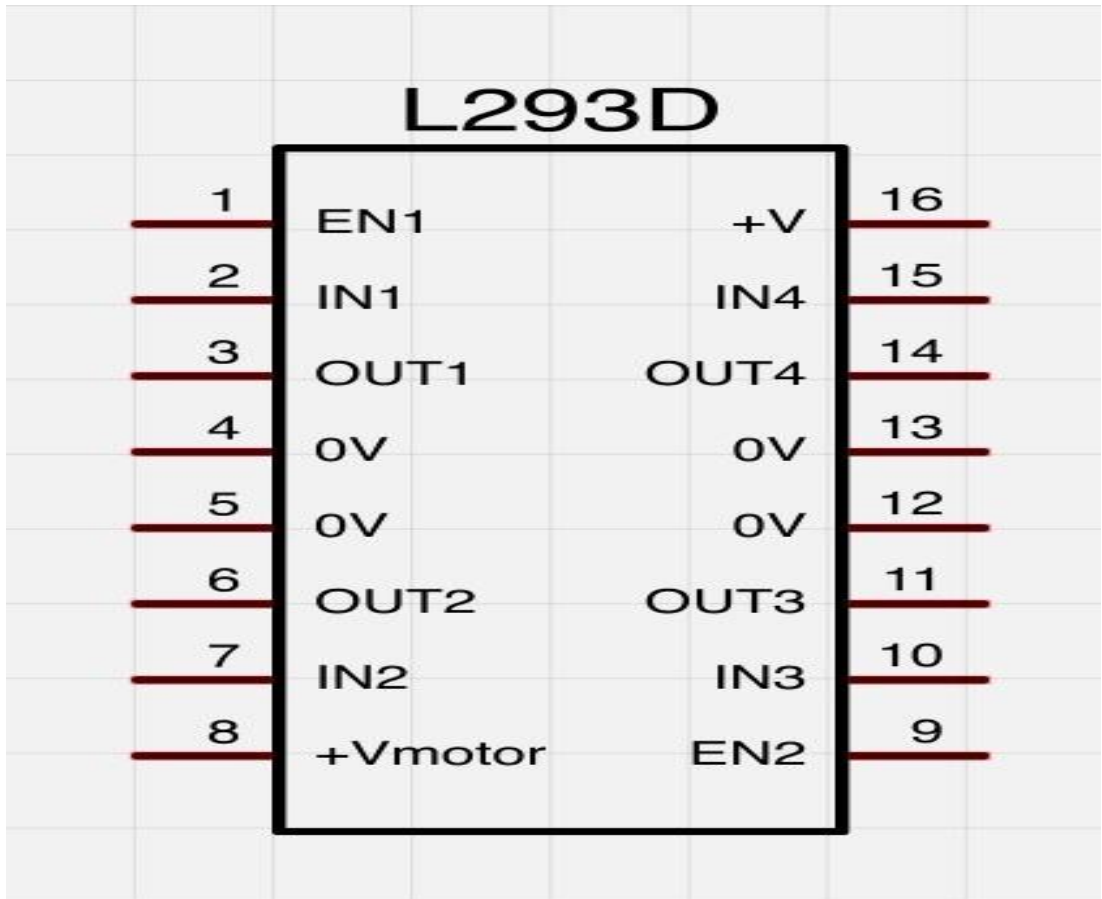 L293D
1 EN1 +V 16
2 IN1 IN4 15
3 OUT1 OUT4 14
4 0V 0V 13
5 0V 0V 12
6 OUT2 OUT3 11
7 IN2 IN3 10
8 +Vmotor EN2 9